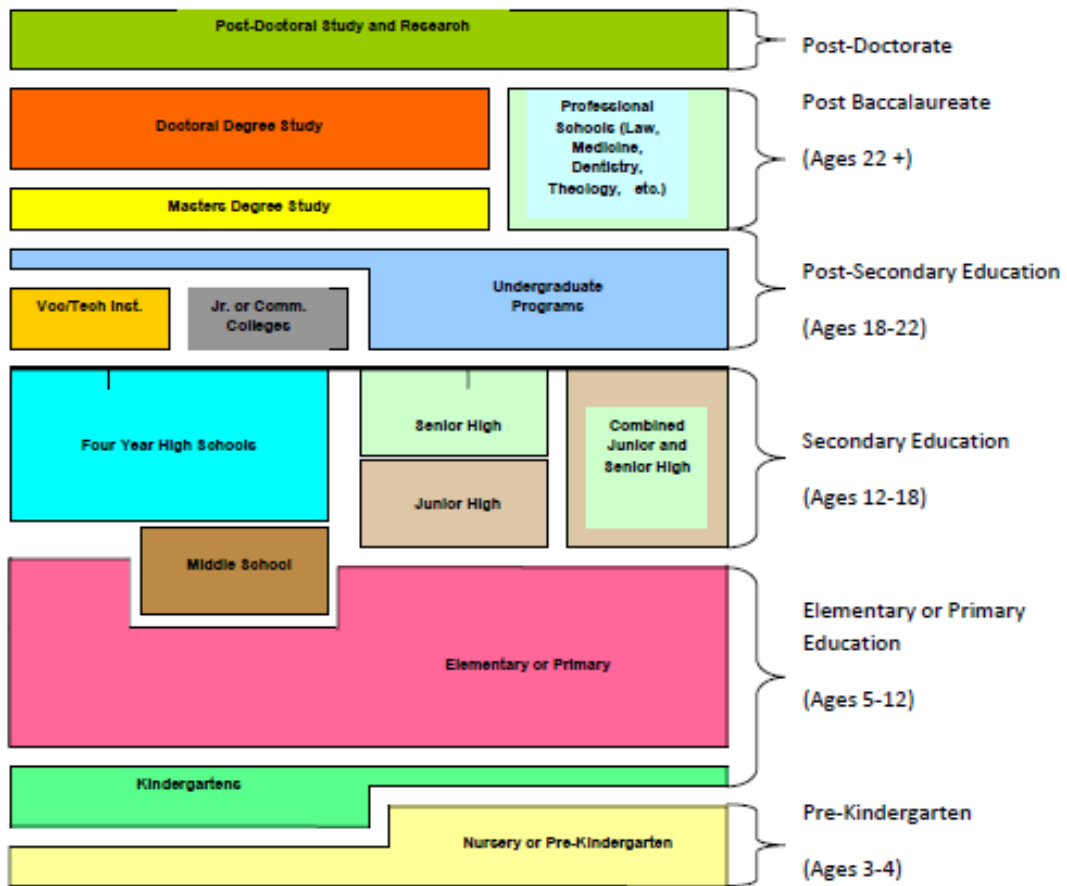 Post-Doctoral Study and Research
Post-Doctorate
Doctoral Degree Study
Professional
Schools (Law,
Medicine,
Dentistry,
Theology, etc.)
Post Baccalaureate
(Ages 22 +)
Masters Degree Study
Undergraduate
Programs
Post-Secondary Education
(Ages 18-22)
Voc/Tech Inst.
Jr. or Comm.
Colleges
Four Year High Schools
Senior High
Junior High
Combined
Junior and
Senior High
Secondary Education
(Ages 12-18)
Middle School
Elementary or Primary
Elementary or Primary
Education
(Ages 5-12)
Kindergartens
Nursery or Pre-Kindergarten
Pre-Kindergarten
(Ages 3-4)